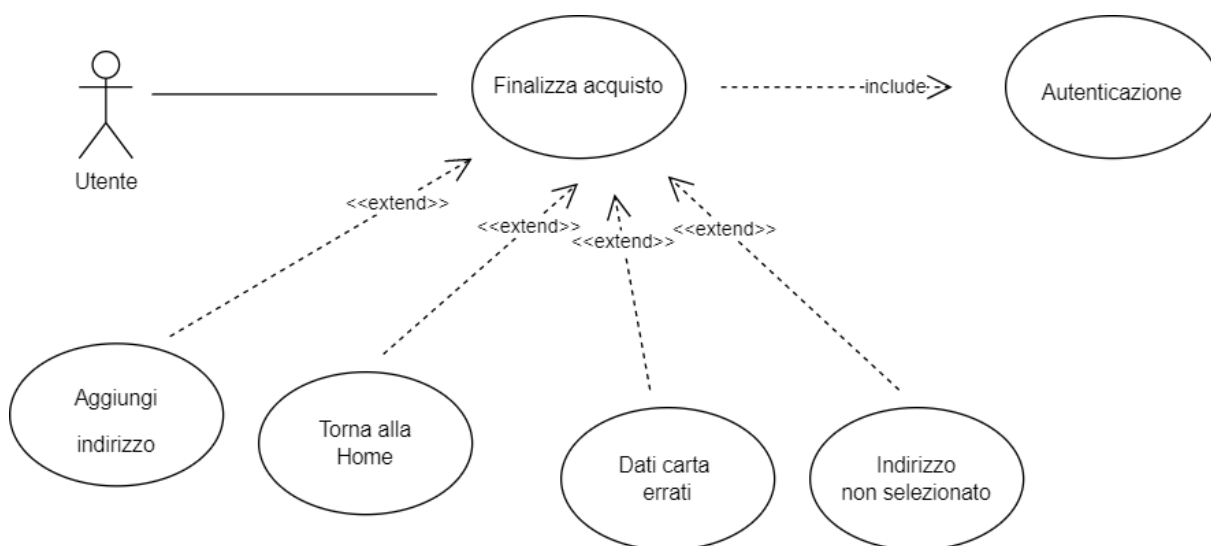 Finalizza acquisto
include
Autenticazione
Utente
<<extend>>
<<extend>>
<<extend>>
<<extend>>
Aggiungi
indirizzo
Torna alla
Home
Dati carta
errati
Indirizzo
non selezionato